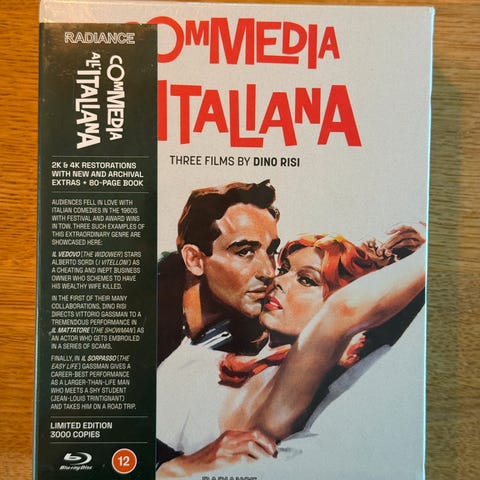 RADIANCE
COMMEDIA
ALL'ITALIANA
2K & 4K RESTORATIONS
WITH NEW AND ARCHIVAL
EXTRAS • 80-PAGE BOOK
AUDIENCES FELL IN LOVE WITH
ITALIAN COMEDIES IN THE 1960S
WITH FESTIVAL AND AWARD WINS
IN TOW. THREE SUCH EXAMPLES OF
THIS EXTRAORDINARY GENRE ARE
SHOWCASED HERE:
IL VEDOVO (THE WIDOWER) STARS
ALBERTO SORDI (I VITELLONI) AS
A CHEATING AND INEPT BUSINESS
OWNER WHO SCHEMES TO HAVE
HIS WEALTHY WIFE KILLED.
IN THE FIRST OF THEIR MANY
COLLABORATIONS, DINO RISI
DIRECTS VITTORIO GASSMAN TO A
TREMENDOUS PERFORMANCE IN
IL MATTATORE (THE SHOWMAN) AS
AN ACTOR WHO GETS EMBROILED
IN A SERIES OF SCAMS.
FINALLY, IN IL SORPASSO (THE
EASY LIFE) GASSMAN GIVES A
CAREER-BEST PERFORMANCE
AS A LARGER-THAN-LIFE MAN
WHO MEETS A SHY STUDENT
(JEAN-LOUIS TRINTIGNANT)
AND TAKES HIM ON A ROAD TRIP.
LIMITED EDITION
3000 COPIES
Blu-ray Disc
12
OMMEDIA
ITALIANA
THREE FILMS BY DINO RISI
RADIANCE